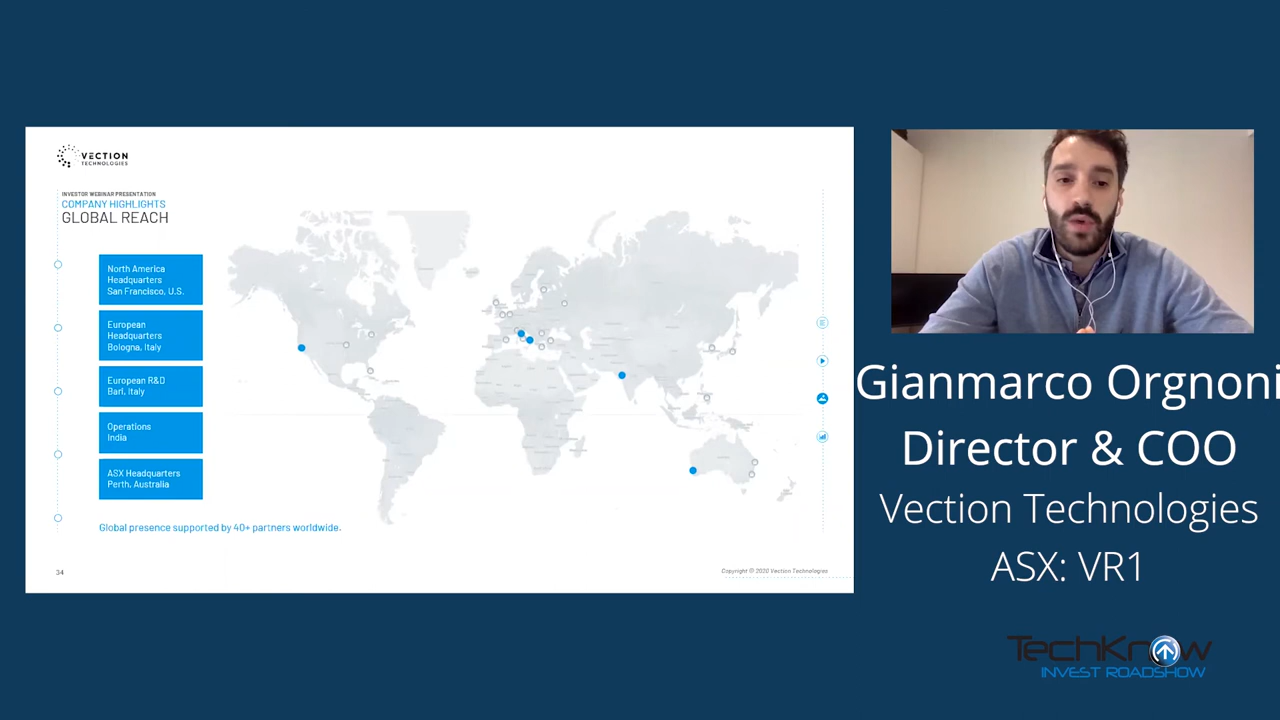 VECTION
TECHNOLOGIES
INVESTOR WEBINAR PRESENTATION
COMPANY HIGHLIGHTS
GLOBAL REACH
North America
Headquarters
San Francisco, U.S.
European
Headquarters
Bologna, Italy
European R&D
Bari, Italy
Operations
India
ASX Headquarters
Perth, Australia
Global presence supported by 40+ partners worldwide.
34
Copyright © 2020 Vection Technologies
Gianmarco Orgnoni
Director & COO
Vection Technologies
ASX: VR1
TechKnow
INVEST ROADSHOW